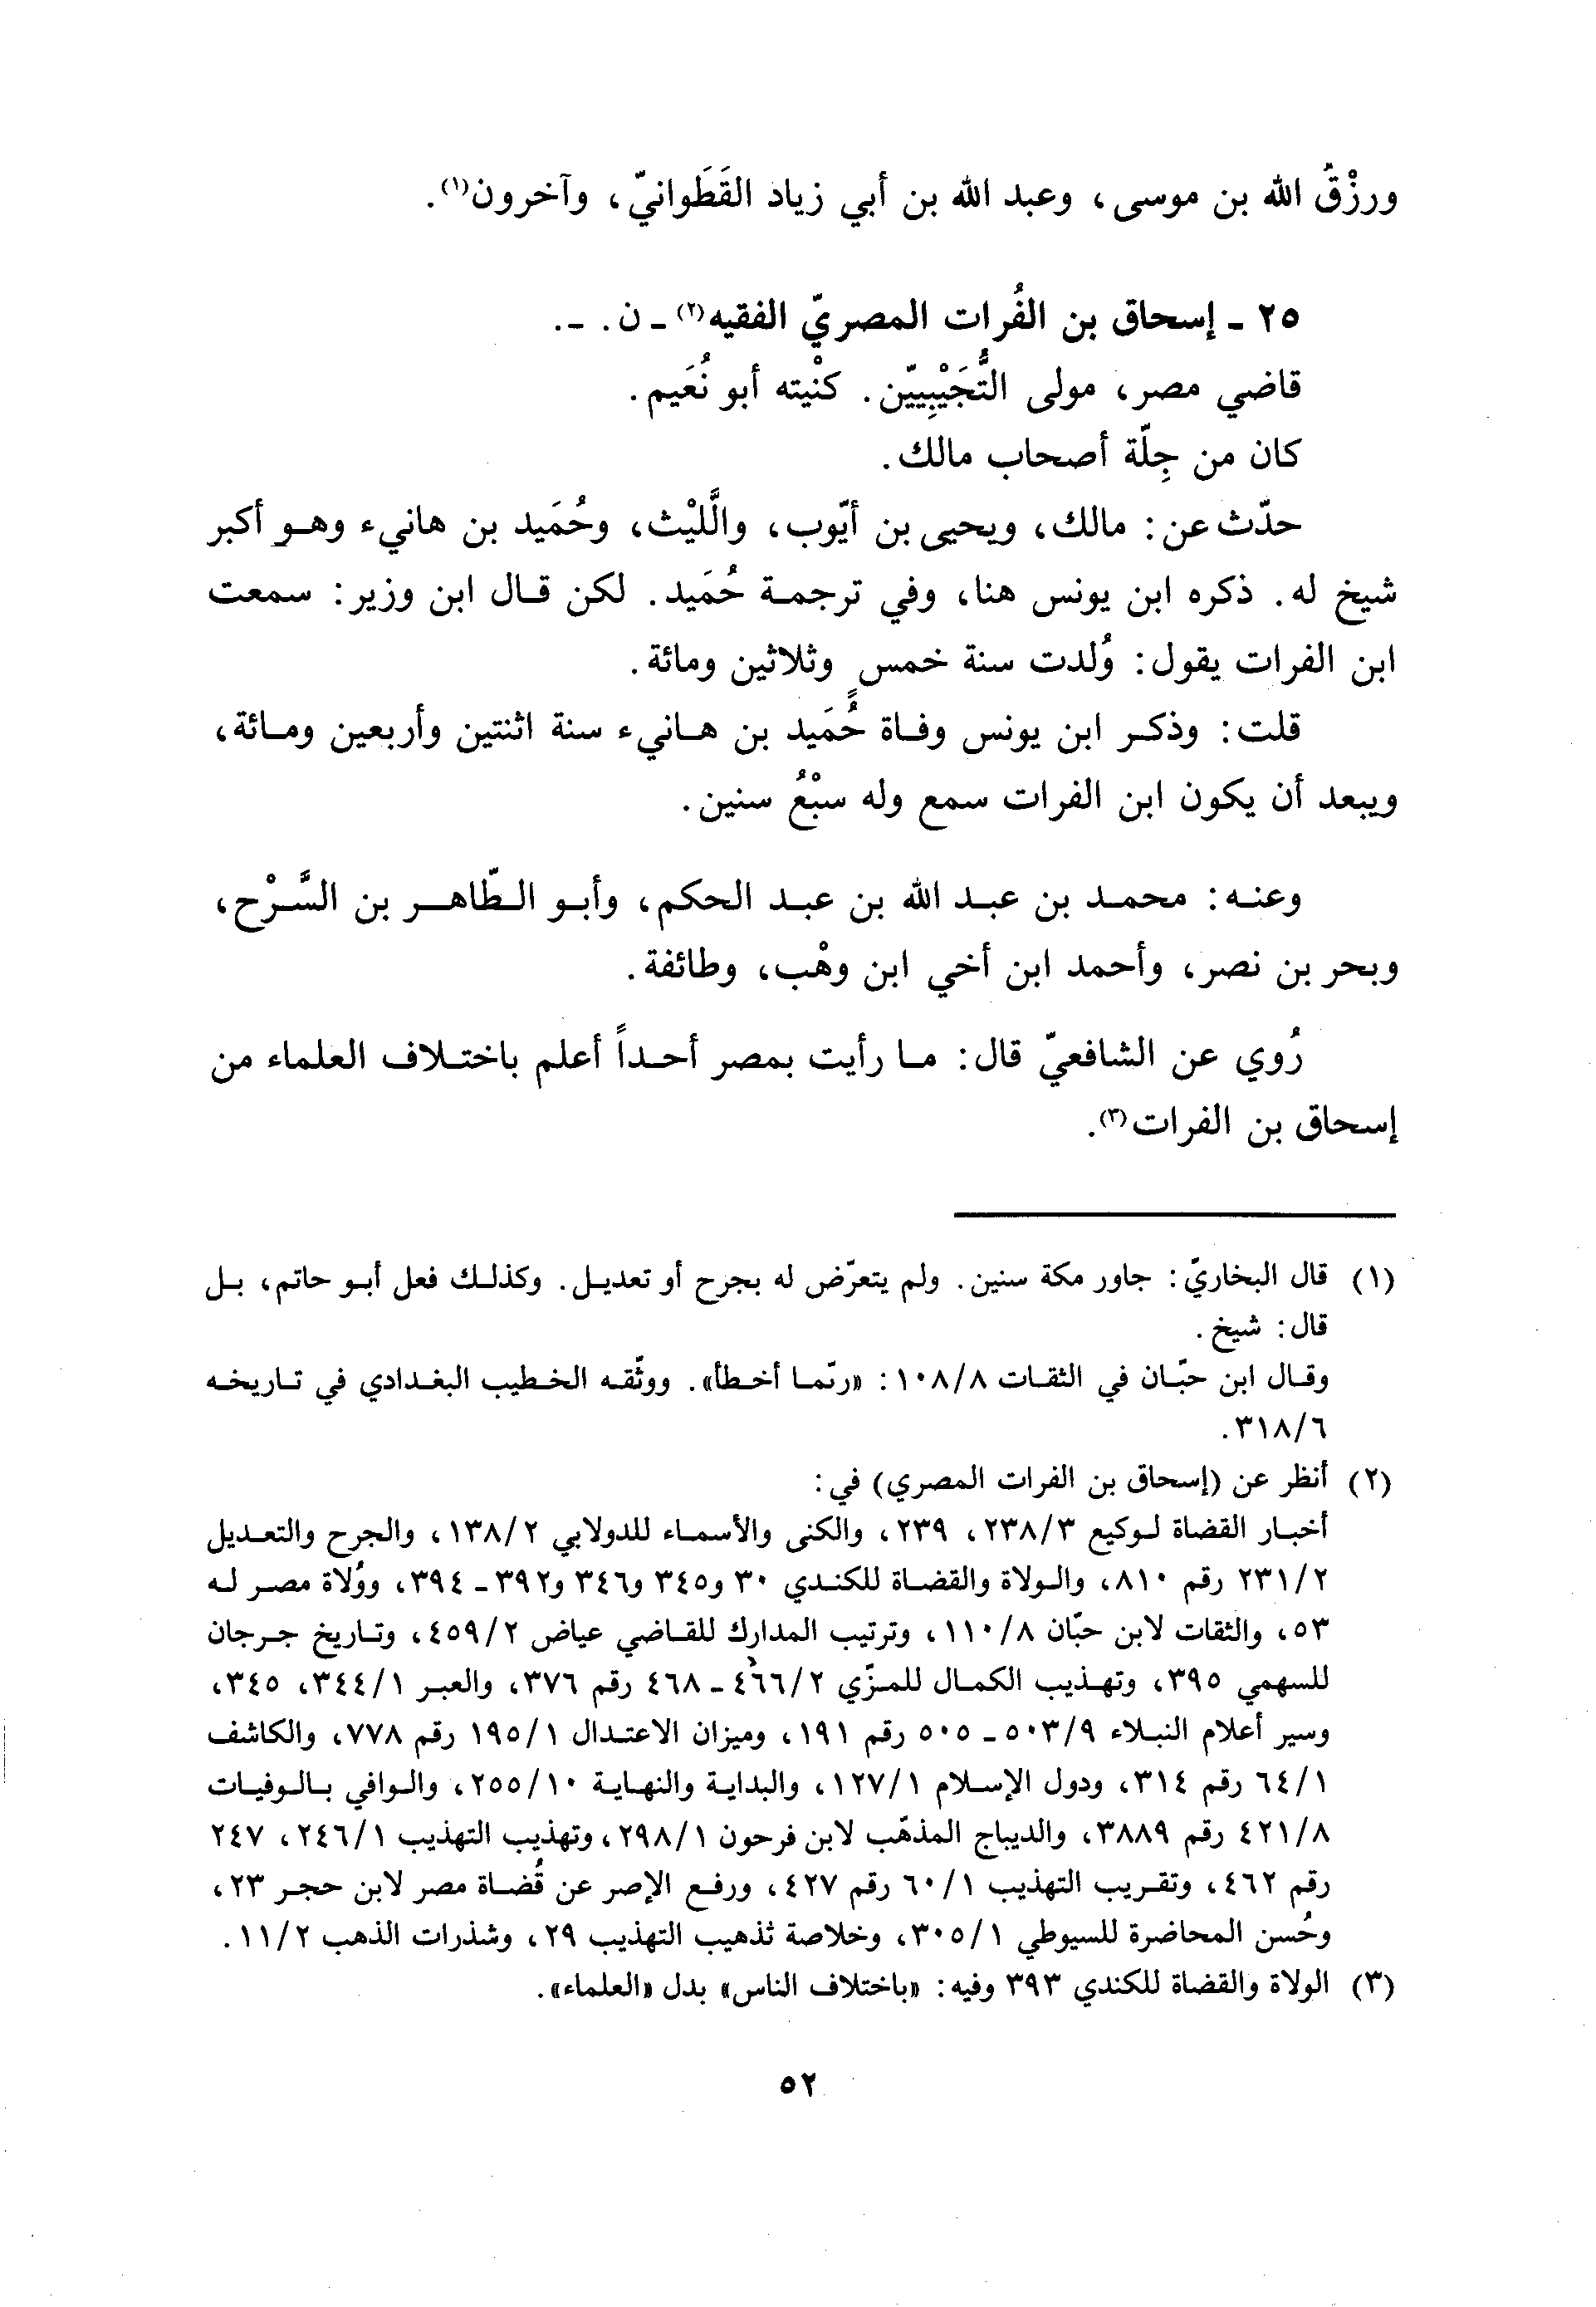 ورزْقُ الله بن موسى، وعبد الله بن أبي زياد القَطَوانيّ، وآخرون(١).
٢٥ ـ إسحاق بن الفُرات المصريّ الفقيه(٢) ـ ن. ـ.
قاضي مصر، مولى التُّجَيْبِيّين. كنْيته أبو نُعَيم.
كان من جِلّة أصحاب مالك.
حدّث عن: مالك، ويحيى بن أيّوب، والَّليْث، وحُمَيد بن هانيء وهو أكبر
شيخ له. ذكره ابن يونس هنا، وفي ترجمة حُمَيد. لكن قال ابن وزير: سمعت
ابن الفرات يقول: وُلدت سنة خمسٍ وثلاثين ومائة.
قلت: وذكر ابن يونس وفاة حُمَيد بن هانيء سنة اثنتين وأربعين ومائة،
ويبعد أن يكون ابن الفرات سمع وله سبْعُ سنين.
وعنه: محمد بن عبد الله بن عبد الحكم، وأبو الطّاهر بن السَّرْح،
وبحر بن نصر، وأحمد ابن أخي ابن وهْب، وطائفة.
رُوي عن الشافعيّ قال: ما رأيت بمصر أحداً أعلم باختلاف العلماء من
إسحاق بن الفرات(٣).
(١) قال البخاريّ: جاور مكة سنين. ولم يتعرّض له بجرح أو تعديل. وكذلك فعل أبو حاتم، بل
قال: شيخ.
وقال ابن حبّان في الثقات ١٠٨/٨: «ربّما أخطأ». ووثّقه الخطيب البغدادي في تاريخه
٣١٨/٦.
(٢) أنظر عن (إسحاق بن الفرات المصري) في:
أخبار القضاة لوكيع ٢٣٨/٣، ٢٣٩، والكنى والأسماء للدولابي ١٣٨/٢، والجرح والتعديل
٢٣١/٢ رقم ٨١٠، والولاة والقضاة للكندي ٣٠ و٣٤٥ و٣٤٦ و٣٩٢ ـ ٣٩٤، ووُلاة مصر له
٥٣، والثقات لابن حبّان ١١٠/٨، وترتيب المدارك للقاضي عياض ٤٥٩/٢، وتاريخ جرجان
للسهمي ٣٩٥، وتهذيب الكمال للمزّي ٤٦٦/٢ ـ ٤٦٨ رقم ٣٧٦، والعبر ٣٤٤/١، ٣٤٥،
وسير أعلام النبلاء ٥٠٣/٩ ـ ٥٠٥ رقم ١٩١، وميزان الاعتدال ١٩٥/١ رقم ٧٧٨، والكاشف
٦٤/١ رقم ٣١٤، ودول الإسلام ١٢٧/١، والبداية والنهاية ٢٥٥/١٠، والوافي بالوفيات
٤٢١/٨ رقم ٣٨٨٩، والديباج المذهّب لابن فرحون ٢٩٨/١، وتهذيب التهذيب ٢٤٦/١، ٢٤٧
رقم ٤٦٢، وتقريب التهذيب ٦٠/١ رقم ٤٢٧، ورفع الإصر عن قُضاة مصر لابن حجر ٢٣،
وحُسن المحاضرة للسيوطي ٣٠٥/١، وخلاصة تذهيب التهذيب ٢٩، وشذرات الذهب ١١/٢.
(٣) الولاة والقضاة للكندي ٣٩٣ وفيه: «باختلاف الناس» بدل «العلماء».
٥٢